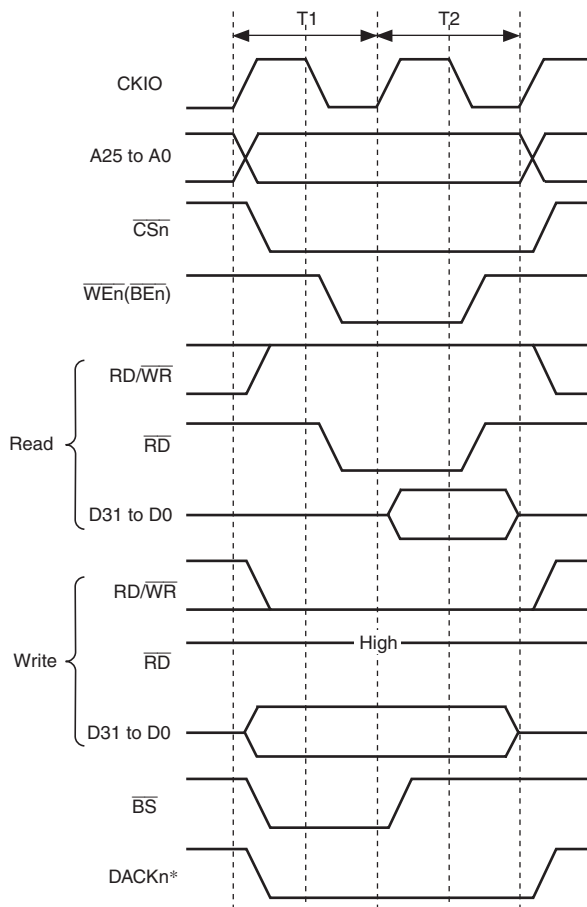 T1 T2
CKIO
A25 to A0
CSn
WEn(BEn)
RD/WR
Read
RD
D31 to D0
RD/WR
High
Write
RD
D31 to D0
BS
DACKn*